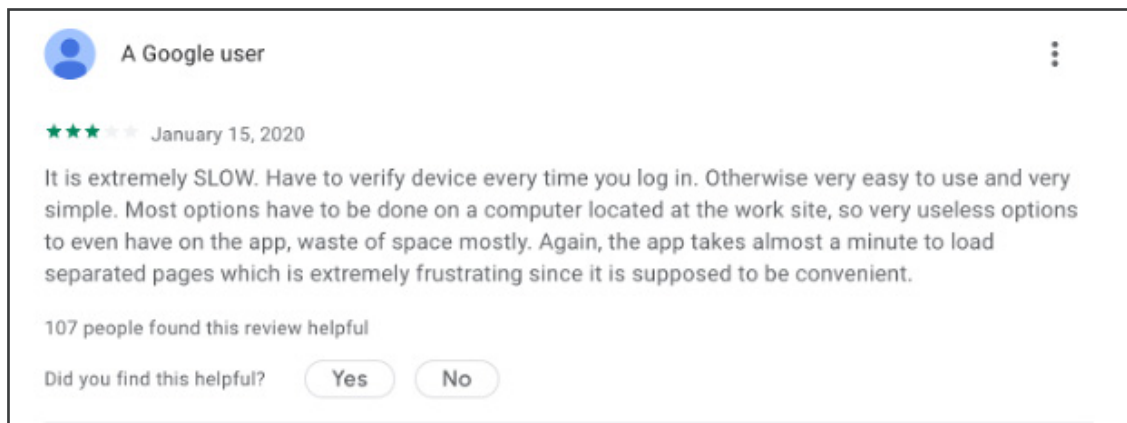 A Google user
January 15, 2020
It is extremely SLOW. Have to verify device every time you log in. Otherwise very easy to use and very
simple. Most options have to be done on a computer located at the work site, so very useless options
to even have on the app, waste of space mostly. Again, the app takes almost a minute to load
separated pages which is extremely frustrating since it is supposed to be convenient.
107 people found this review helpful
Did you find this helpful? Yes No